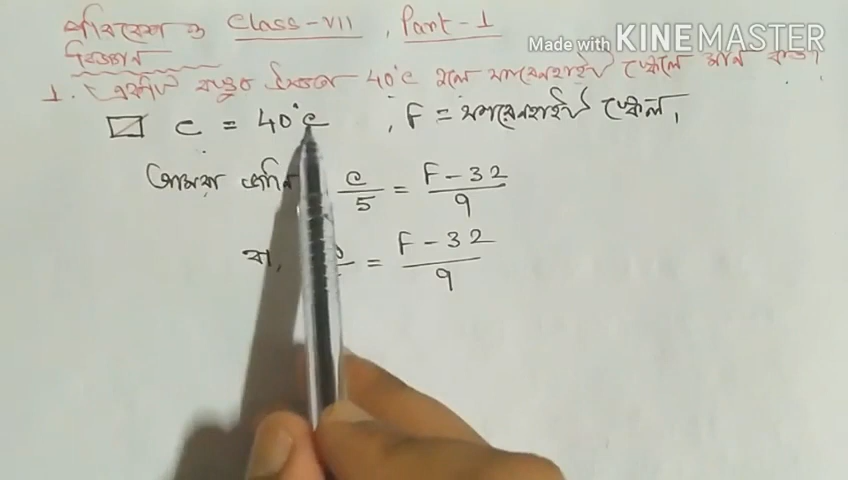 পরিবেশ ও Class-VII, Part-1
বিজ্ঞান
Made with KINEMASTER
1. একটি বস্তুর উষ্ণতা 40°c হলে ফারেনহাইট স্কেলে মান কত?
c = 40°c, F = ফারেনহাইট স্কেল।
আমরা জানি c/5 = F-32/9
বা, = F-32/9